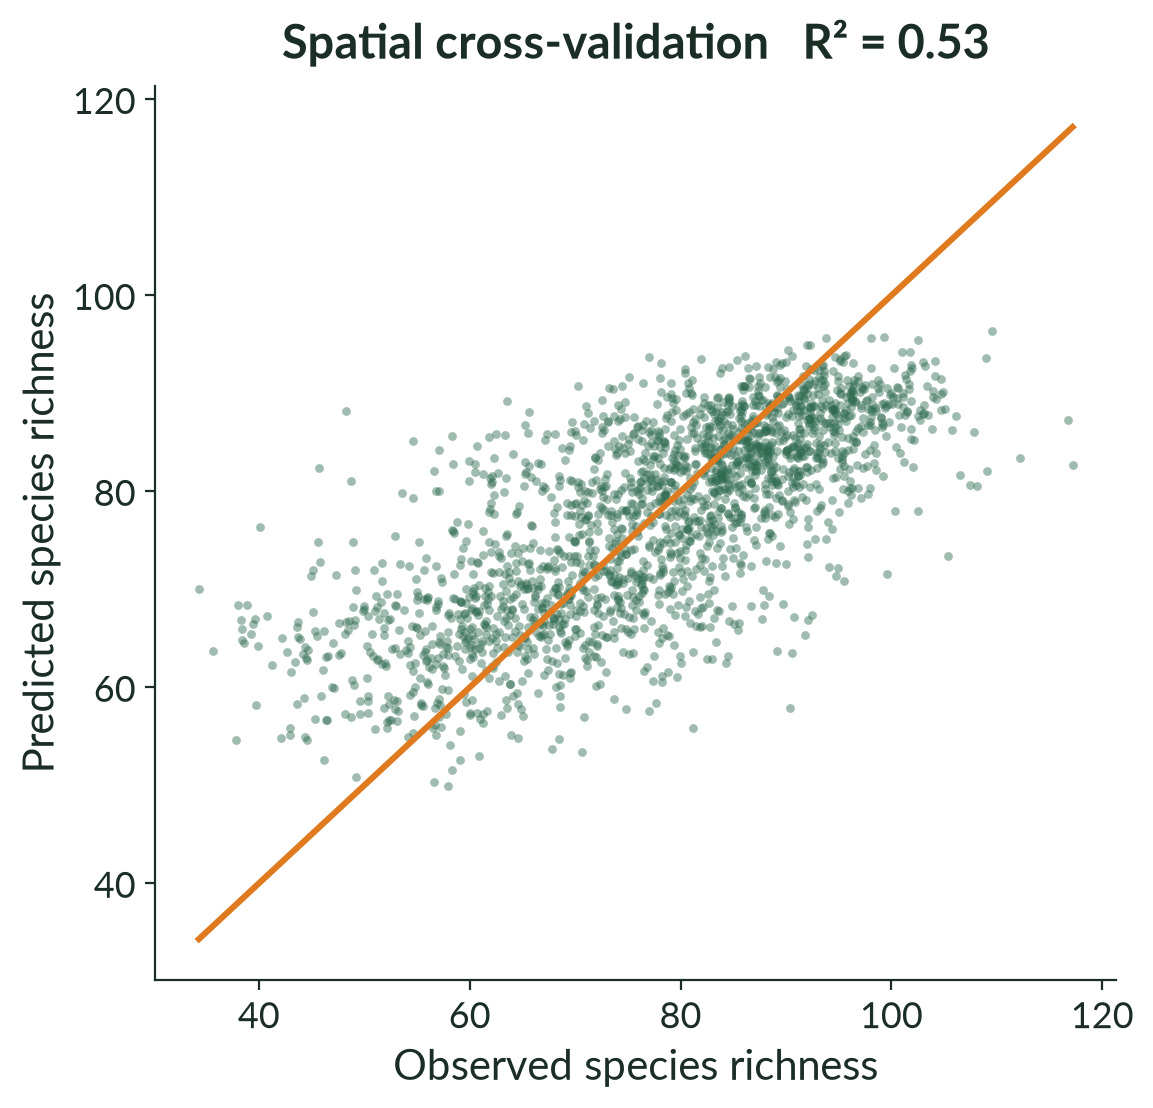 Spatial cross-validation R² = 0.53
120
100
80
60
40
Predicted species richness
40 60 80 100 120
Observed species richness